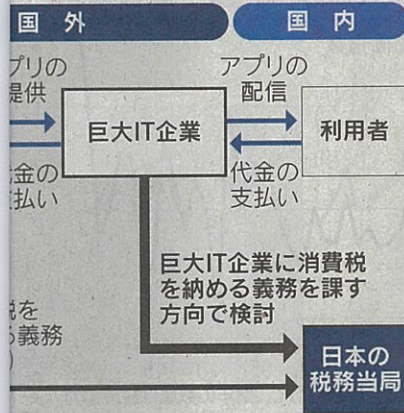 国外
国内
プリの
提供
アプリの
配信
巨大IT企業
利用者
金の
払い
代金の
支払い
巨大IT企業に消費税
を納める義務を課す
方向で検討
税を
る義務
)
日本の
税務当局